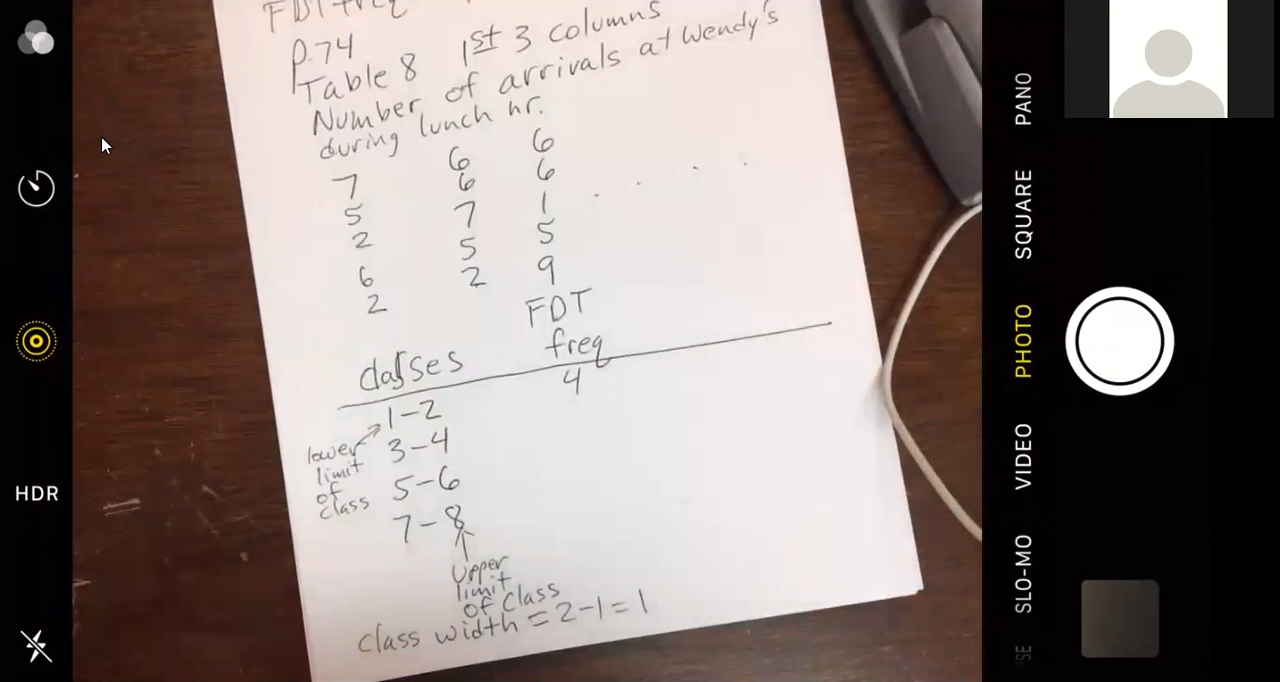 FDT freq
p.74
Table 8 1st 3 columns
Number of arrivals at Wendy's
during lunch hr.
7 6 6
5 6 6
2 7 1 . . . .
6 5 5
2 2 9
FDT
classes freq
1-2 4
3-4
5-6
7-8
lower
limit
of
class
Upper
limit
of Class
class width = 2-1=1
HDR
PANO
SQUARE
PHOTO
VIDEO
SLO-MO